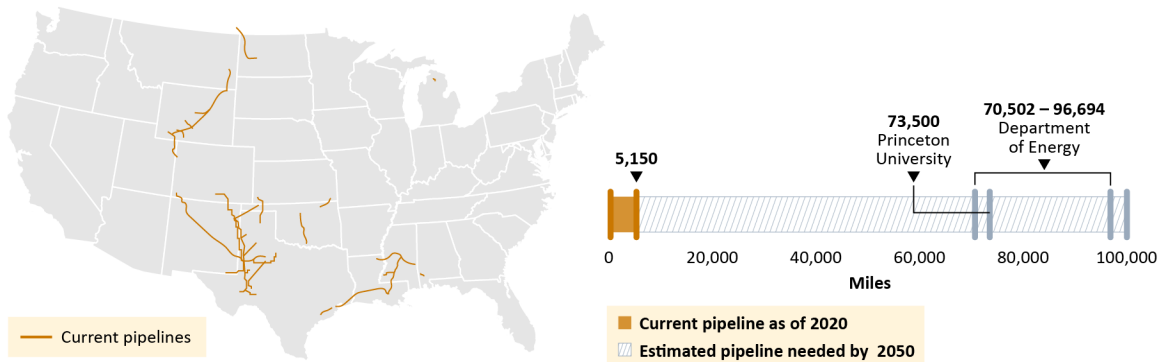 Current pipelines
70,502 – 96,694
Department
of Energy
73,500
Princeton
University
5,150
0
20,000
40,000
60,000
80,000
100,000
Miles
Current pipeline as of 2020
Estimated pipeline needed by 2050